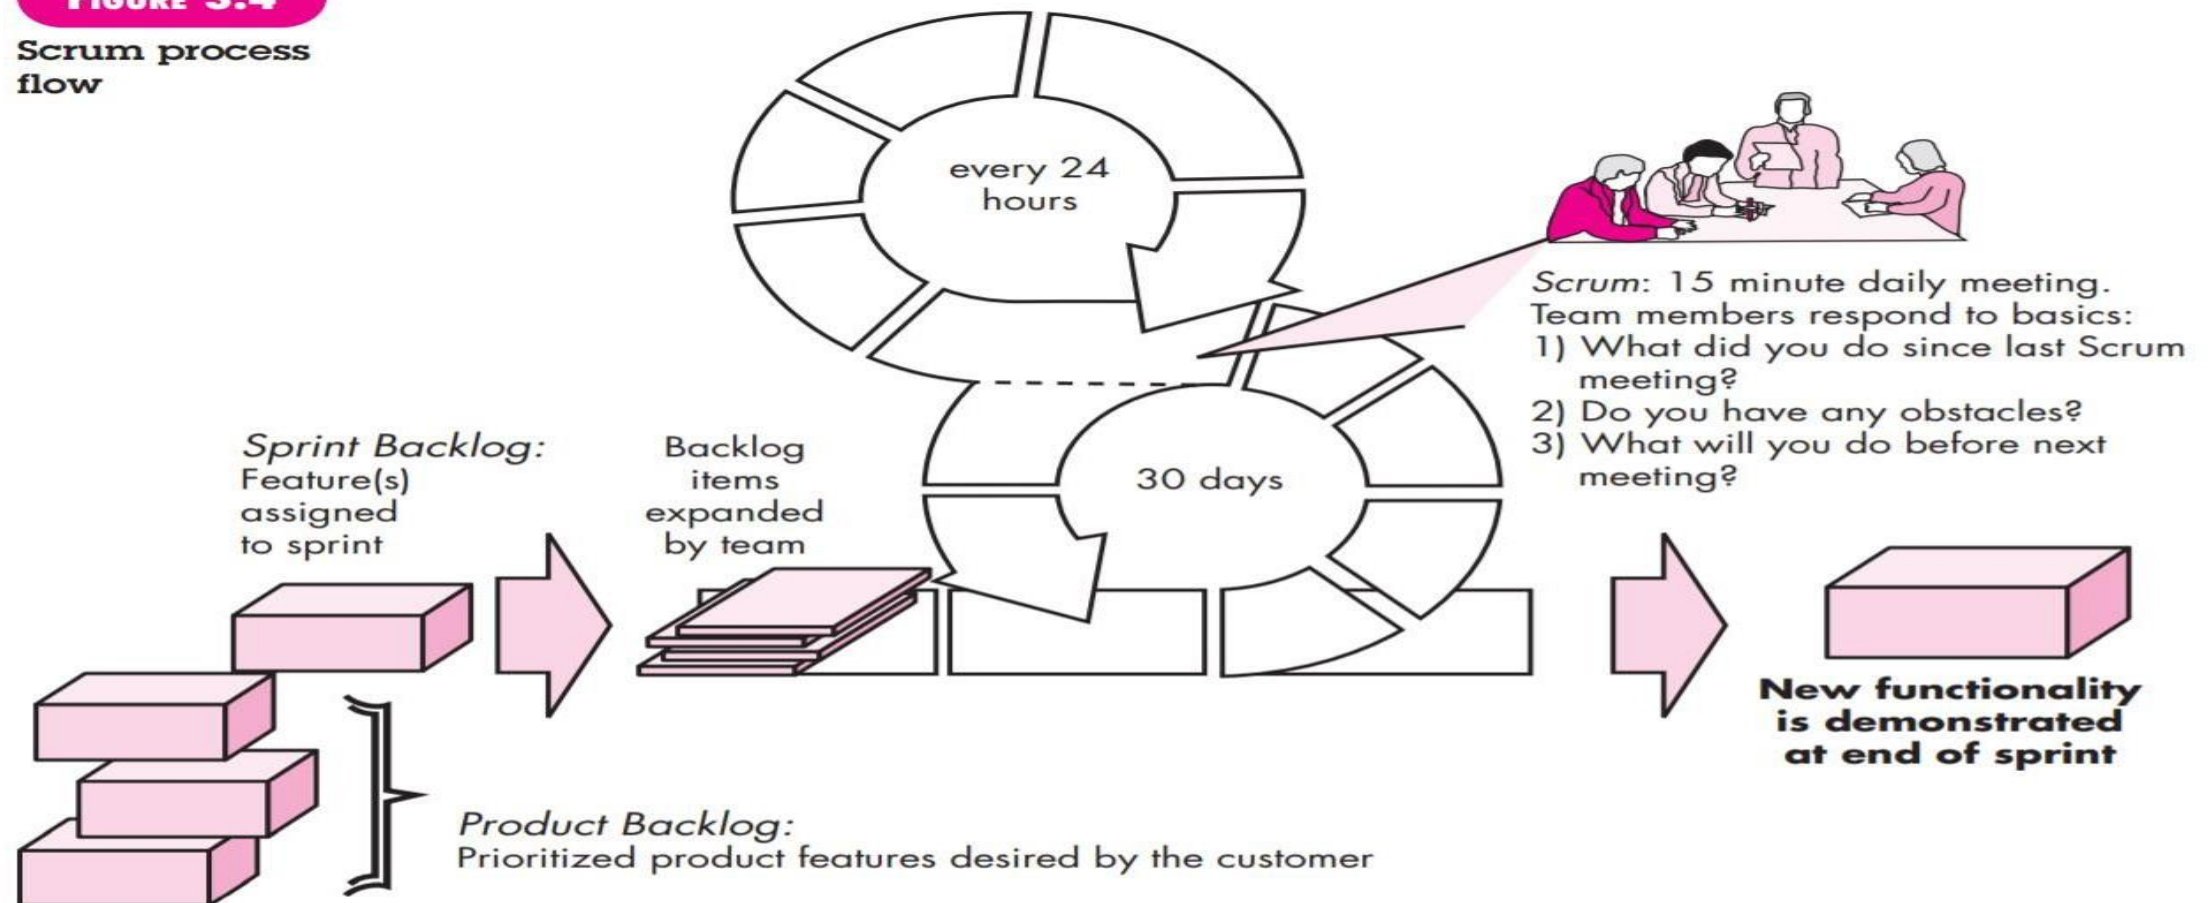 FIGURE 3.4
Scrum process
flow
every 24
hours
Scrum: 15 minute daily meeting.
Team members respond to basics:
1) What did you do since last Scrum
meeting?
2) Do you have any obstacles?
3) What will you do before next
meeting?
Sprint Backlog:
Feature(s)
assigned
to sprint
Backlog
items
expanded
by team
30 days
New functionality
is demonstrated
at end of sprint
Product Backlog:
Prioritized product features desired by the customer